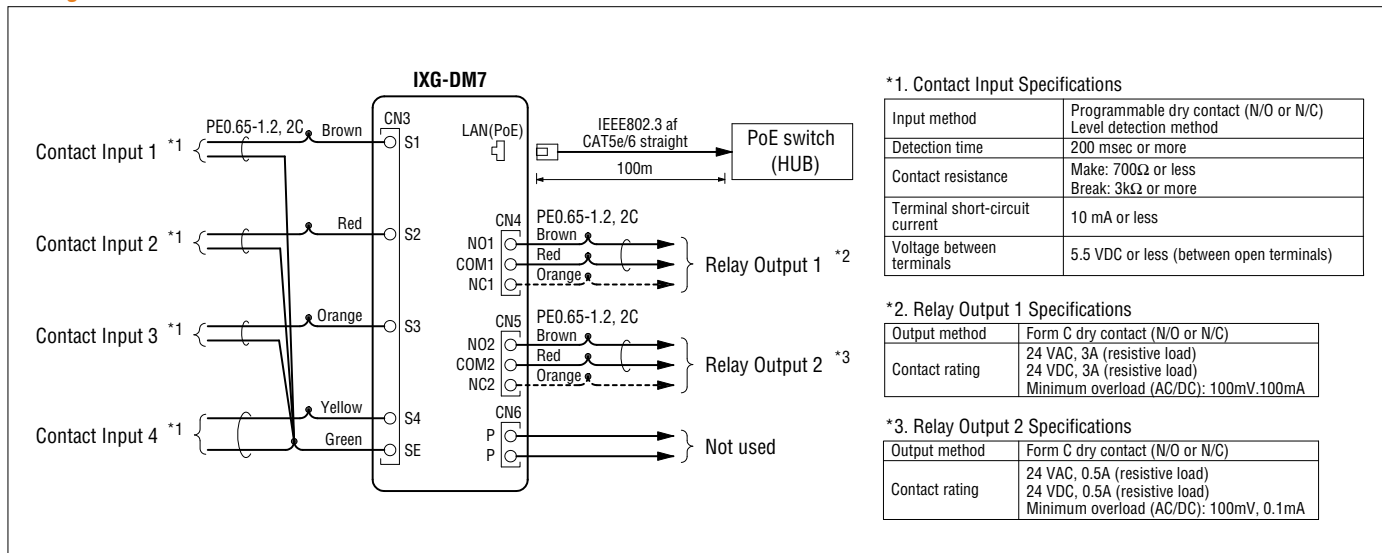 IXG-DM7
CN3
PE0.65-1.2, 2C
Brown
S1
Contact Input 1 *1
Red
S2
Contact Input 2 *1
Orange
S3
Contact Input 3 *1
Yellow
S4
Contact Input 4 *1
Green
SE
LAN(PoE)
IEEE802.3 af
CAT5e/6 straight
100m
PoE switch
(HUB)
CN4
PE0.65-1.2, 2C
NO1
Brown
COM1
Red
NC1
Orange
Relay Output 1 *2
CN5
PE0.65-1.2, 2C
NO2
Brown
COM2
Red
NC2
Orange
Relay Output 2 *3
CN6
P
P
Not used
*1. Contact Input Specifications
Input method
Programmable dry contact (N/O or N/C)
Level detection method
Detection time
200 msec or more
Contact resistance
Make: 700Ω or less
Break: 3kΩ or more
Terminal short-circuit
current
10 mA or less
Voltage between
terminals
5.5 VDC or less (between open terminals)
*2. Relay Output 1 Specifications
Output method
Form C dry contact (N/O or N/C)
Contact rating
24 VAC, 3A (resistive load)
24 VDC, 3A (resistive load)
Minimum overload (AC/DC): 100mV.100mA
*3. Relay Output 2 Specifications
Output method
Form C dry contact (N/O or N/C)
Contact rating
24 VAC, 0.5A (resistive load)
24 VDC, 0.5A (resistive load)
Minimum overload (AC/DC): 100mV, 0.1mA